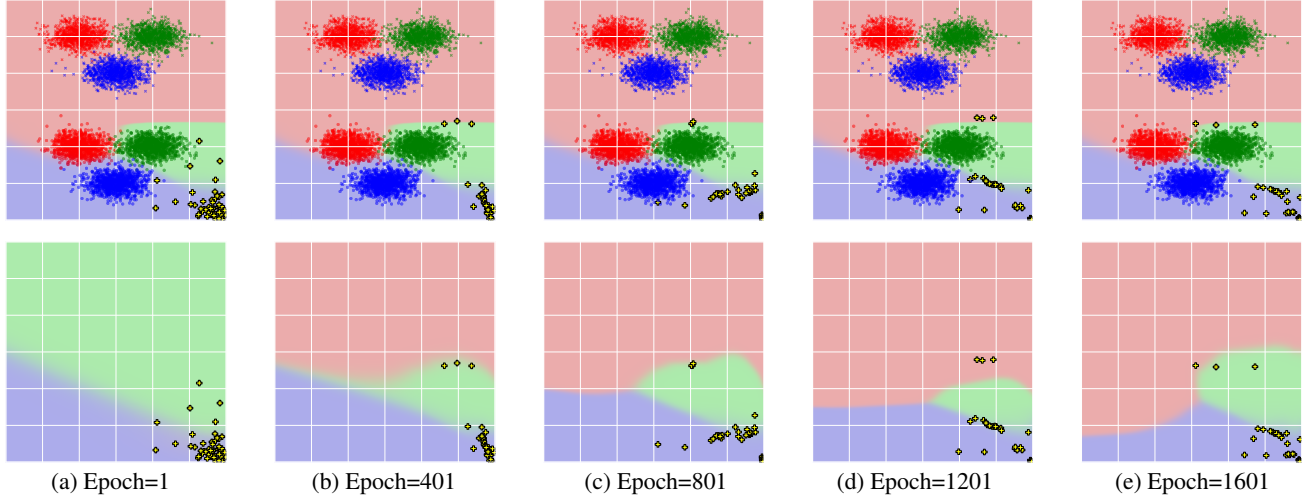 (a) Epoch=1
(b) Epoch=401
(c) Epoch=801
(d) Epoch=1201
(e) Epoch=1601